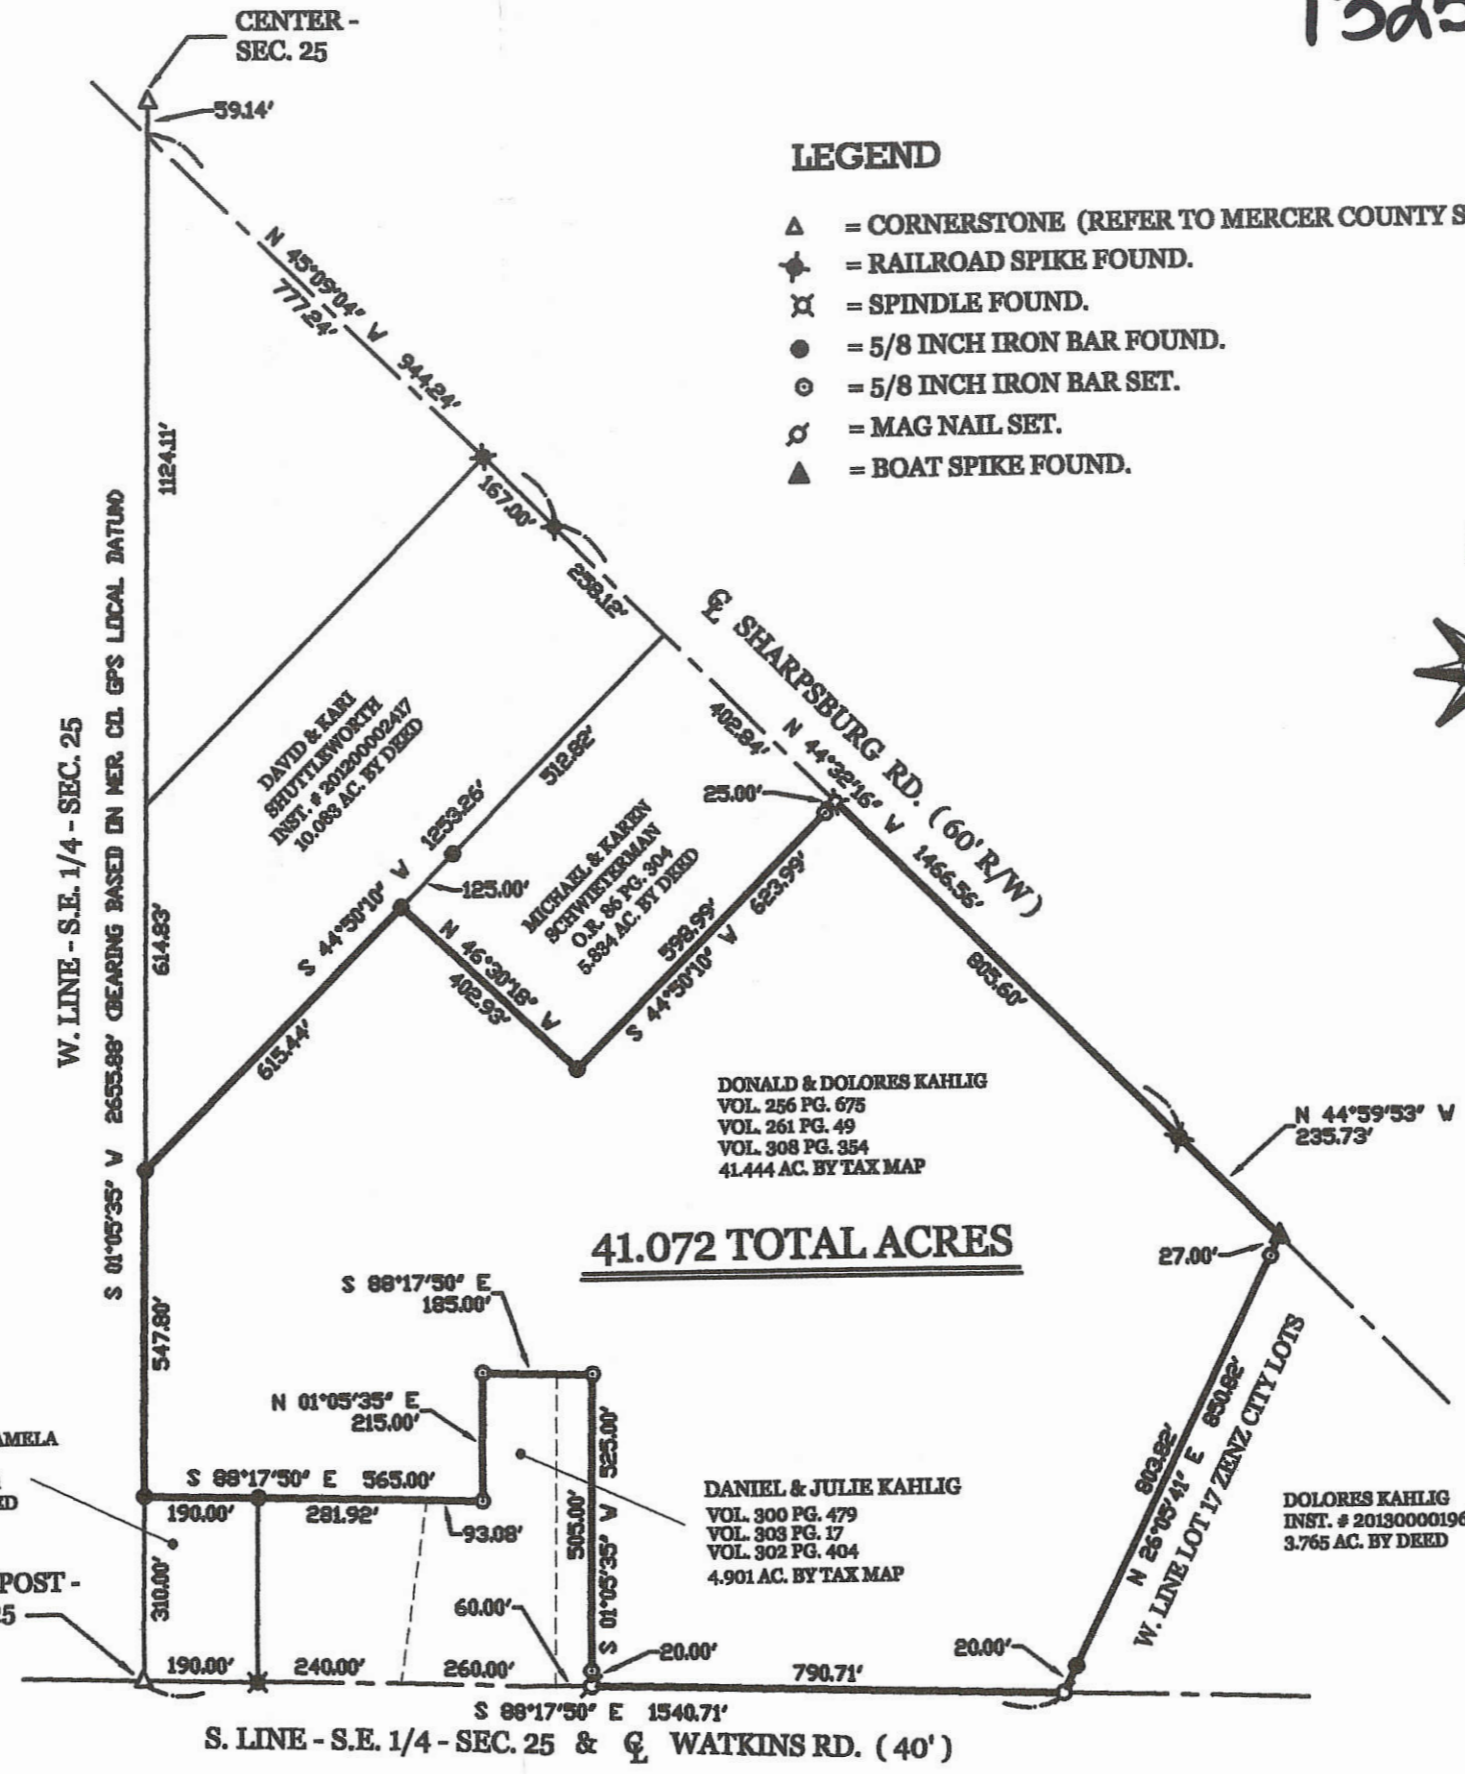 1325
CENTER -
SEC. 25
59.14'
LEGEND
= CORNERSTONE (REFER TO MERCER COUNTY S
= RAILROAD SPIKE FOUND.
= SPINDLE FOUND.
= 5/8 INCH IRON BAR FOUND.
= 5/8 INCH IRON BAR SET.
= MAG NAIL SET.
= BOAT SPIKE FOUND.
N 45°09'04" W 944.24'
777.24'
167.00'
258.12'
1124.11'
W. LINE - S.E. 1/4 - SEC. 25
S 01°05'35" W 2655.88' (BEARING BASED ON MER. CO. GPS LOCAL DATUM)
℄ SHARPSBURG RD. (60' R/W)
402.84'
N 44°32'16" W 1466.56'
DAVID & KARI
SHUTTLEWORTH
INST. # 201200002417
10.083 AC. BY DEED
512.82'
S 44°50'10" W 1253.26'
125.00'
25.00'
MICHAEL & KAREN
SCHWIETERMAN
O.R. 86 PG. 304
5.834 AC. BY DEED
614.83'
N 46°30'18" W
402.93'
598.99'
S 44°50'10" W 623.99'
805.60'
615.44'
DONALD & DOLORES KAHLIG
VOL. 256 PG. 675
VOL. 261 PG. 49
VOL. 308 PG. 354
41.444 AC. BY TAX MAP
N 44°59'53" W
235.73'
41.072 TOTAL ACRES
27.00'
S 88°17'50" E
185.00'
547.80'
N 01°05'35" E
215.00'
AMELA
ED
S 88°17'50" E 565.00'
190.00'
281.92'
93.08'
505.00'
S 01°05'35" W 525.00'
DANIEL & JULIE KAHLIG
VOL. 300 PG. 479
VOL. 303 PG. 17
VOL. 302 PG. 404
4.901 AC. BY TAX MAP
803.82'
N 26°05'41" E 850.82'
W. LINE LOT 17 ZENZ CITY LOTS
DOLORES KAHLIG
INST. # 20130000196
3.765 AC. BY DEED
POST -
25
310.00'
60.00'
20.00'
20.00'
190.00'
240.00'
260.00'
790.71'
S 88°17'50" E 1540.71'
S. LINE - S.E. 1/4 - SEC. 25 & ℄ WATKINS RD. (40')